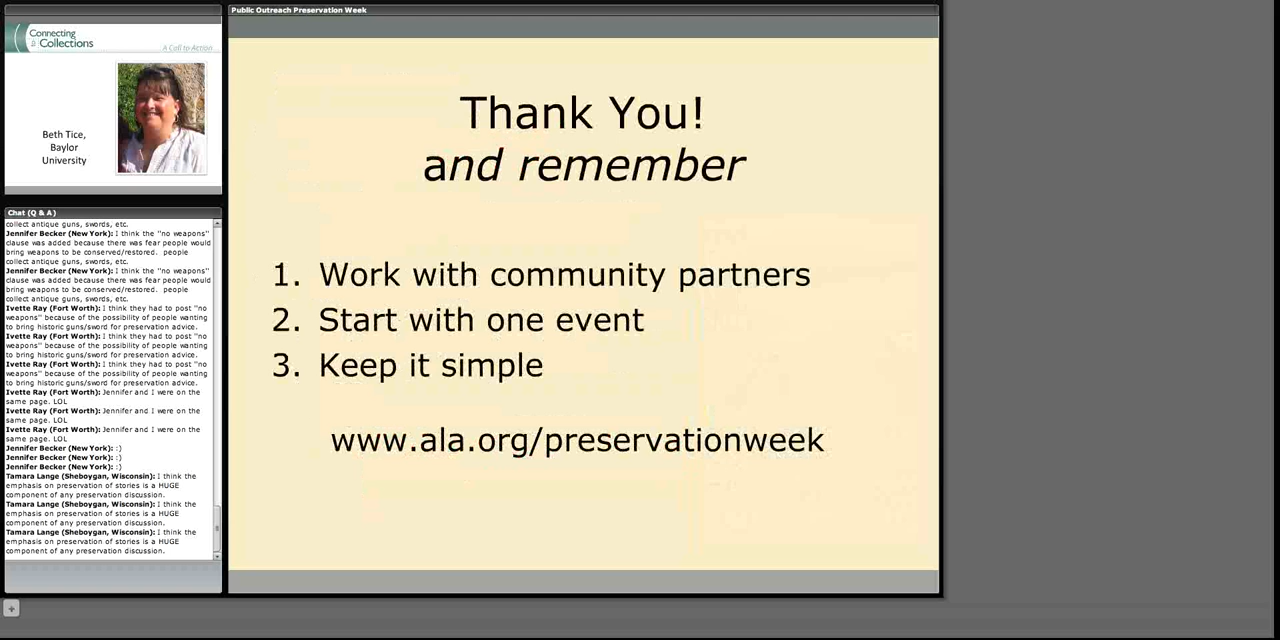 Public Outreach Preservation Week
Connecting
to Collections
A Call to Action
Beth Tice,
Baylor
University
Chat (Q & A)
collect antique guns, swords, etc.
Jennifer Becker (New York): I think the "no weapons"
clause was added because there was fear people would
bring weapons to be conserved/restored. people
collect antique guns, swords, etc.
Jennifer Becker (New York): I think the "no weapons"
clause was added because there was fear people would
bring weapons to be conserved/restored. people
collect antique guns, swords, etc.
Ivette Ray (Fort Worth): I think they had to post "no
weapons" because of the possibility of people wanting
to bring historic guns/sword for preservation advice.
Ivette Ray (Fort Worth): I think they had to post "no
weapons" because of the possibility of people wanting
to bring historic guns/sword for preservation advice.
Ivette Ray (Fort Worth): I think they had to post "no
weapons" because of the possibility of people wanting
to bring historic guns/sword for preservation advice.
Ivette Ray (Fort Worth): Jennifer and I were on the
same page. LOL
Ivette Ray (Fort Worth): Jennifer and I were on the
same page. LOL
Ivette Ray (Fort Worth): Jennifer and I were on the
same page. LOL
Jennifer Becker (New York): :)
Jennifer Becker (New York): :)
Jennifer Becker (New York): :)
Tamara Lange (Sheboygan, Wisconsin): I think the
emphasis on preservation of stories is a HUGE
component of any preservation discussion.
Tamara Lange (Sheboygan, Wisconsin): I think the
emphasis on preservation of stories is a HUGE
component of any preservation discussion.
Tamara Lange (Sheboygan, Wisconsin): I think the
emphasis on preservation of stories is a HUGE
component of any preservation discussion.
Thank You!
and remember
1. Work with community partners
2. Start with one event
3. Keep it simple
www.ala.org/preservationweek